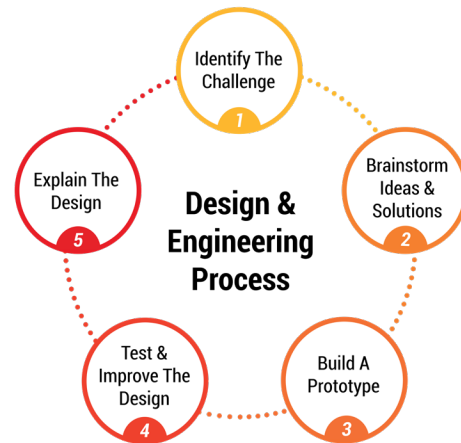 Identify The
Challenge
1
Brainstorm
Ideas &
Solutions
2
Build A
Prototype
3
Test &
Improve The
Design
4
Explain The
Design
5
Design &
Engineering
Process